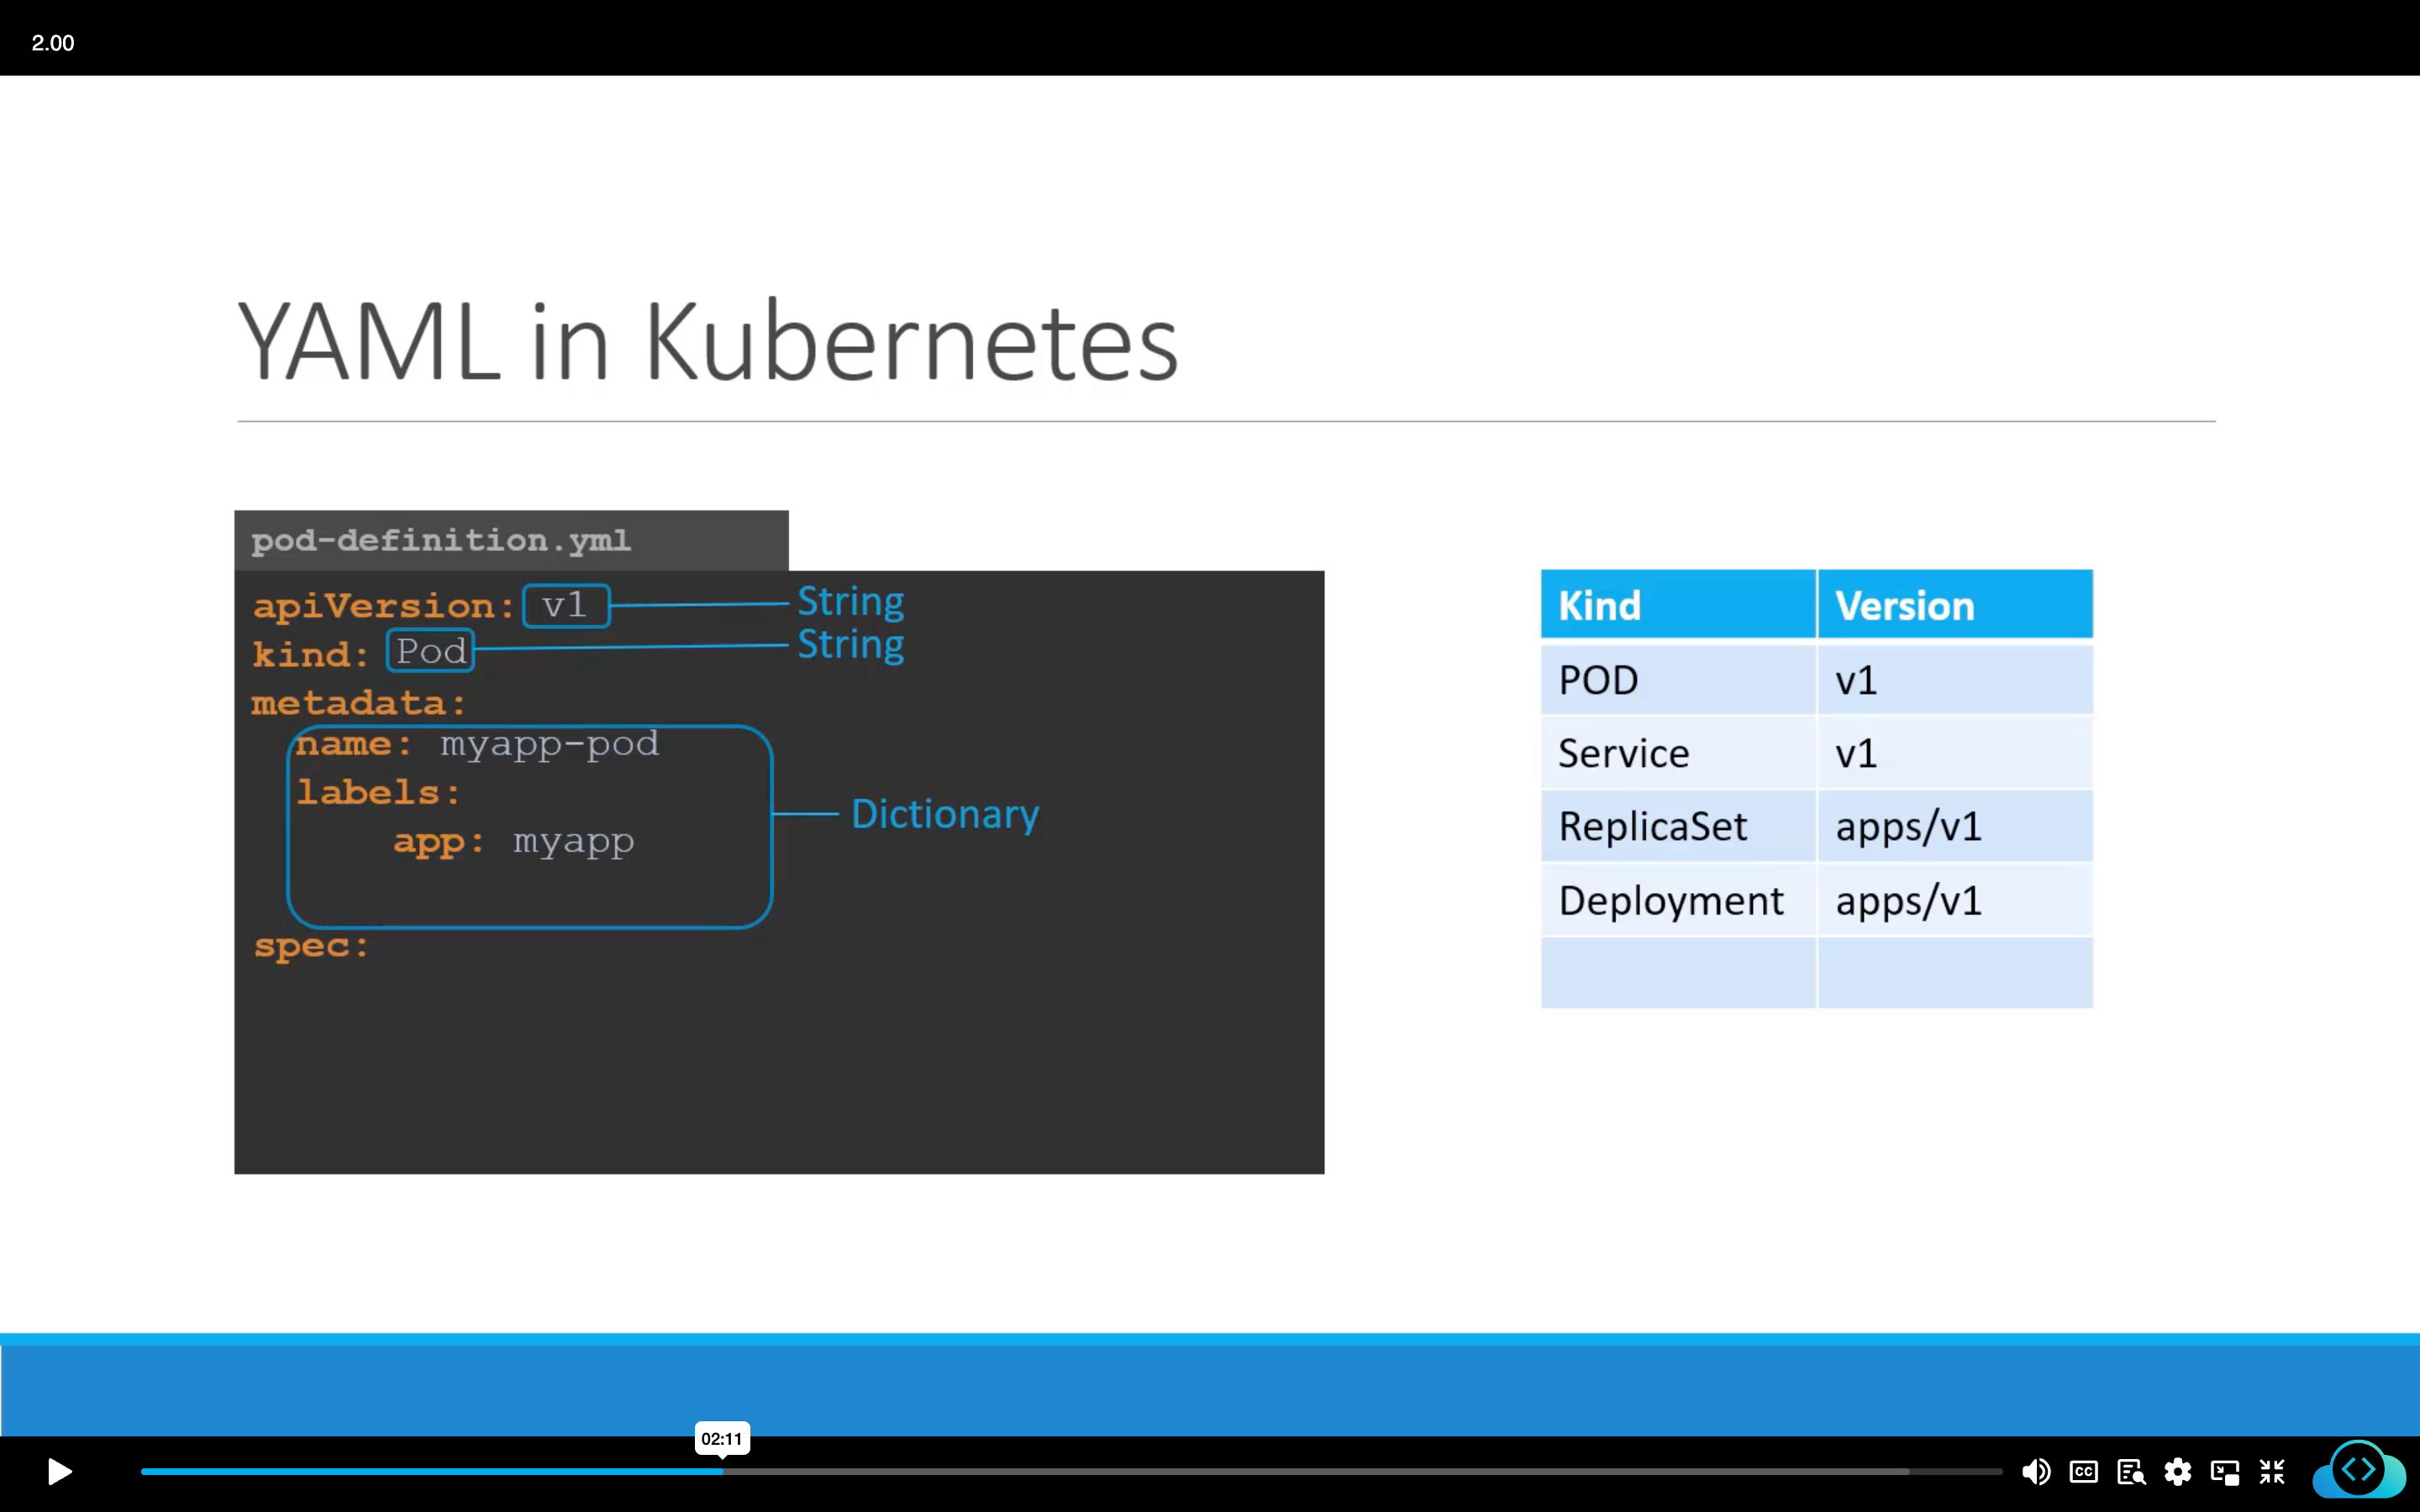 2.00
YAML in Kubernetes
pod-definition.yml
apiVersion: v1
String
kind: Pod
String
metadata:
name: myapp-pod
labels:
app: myapp
Dictionary
spec:
Kind Version
POD v1
Service v1
ReplicaSet apps/v1
Deployment apps/v1
02:11
CC